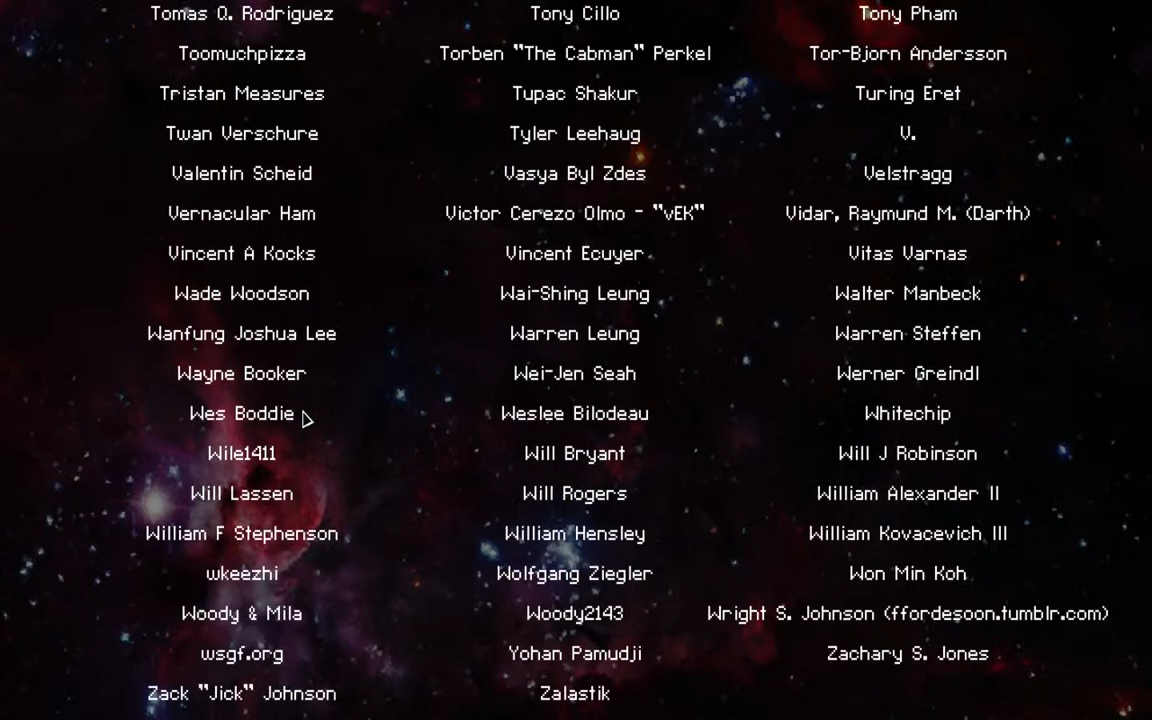 Tomas Q. Rodriguez Tony Cillo Tony Pham
Toomuchpizza Torben "The Cabman" Perkel Tor-Bjorn Andersson
Tristan Measures Tupac Shakur Turing Eret
Twan Verschure Tyler Leehaug V.
Valentin Scheid Vasya Byl Zdes Velstragg
Vernacular Ham Victor Cerezo Olmo - "vEK" Vidar, Raymund M. (Darth)
Vincent A Kocks Vincent Ecuyer Vitas Varnas
Wade Woodson Wai-Shing Leung Walter Manbeck
Wanfung Joshua Lee Warren Leung Warren Steffen
Wayne Booker Wei-Jen Seah Werner Greindl
Wes Boddie Weslee Bilodeau Whitechip
Wile1411 Will Bryant Will J Robinson
Will Lassen Will Rogers William Alexander II
William F Stephenson William Hensley William Kovacevich III
wkeezhi Wolfgang Ziegler Won Min Koh
Woody & Mila Woody2143 Wright S. Johnson (ffordesoon.tumblr.com)
wsgf.org Yohan Pamudji Zachary S. Jones
Zack "Jick" Johnson Zalastik